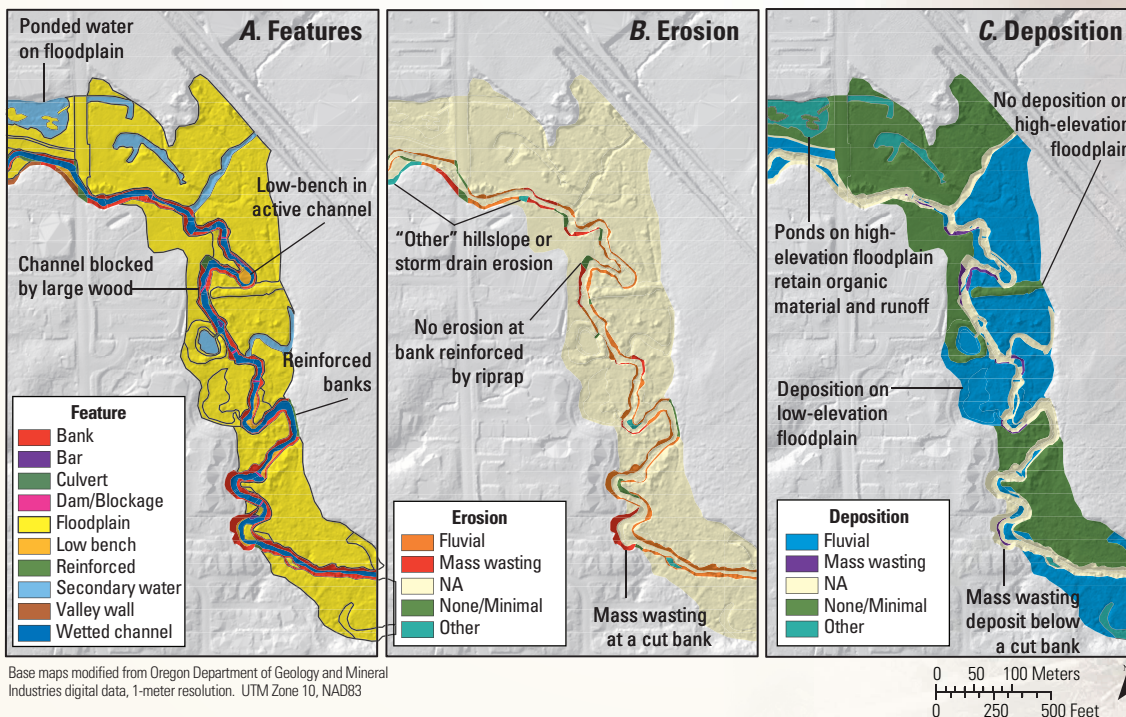 A. Features
Ponded water
on floodplain
Low-bench in
active channel
Channel blocked
by large wood
Reinforced
banks
Feature
Bank
Bar
Culvert
Dam/Blockage
Floodplain
Low bench
Reinforced
Secondary water
Valley wall
Wetted channel
B. Erosion
"Other" hillslope or
storm drain erosion
No erosion at
bank reinforced
by riprap
Erosion
Fluvial
Mass wasting
NA
None/Minimal
Other
Mass wasting
at a cut bank
C. Deposition
No deposition on
high-elevation
floodplain
Ponds on high-
elevation floodplain
retain organic
material and runoff
Deposition on
low-elevation
floodplain
Deposition
Fluvial
Mass wasting
NA
None/Minimal
Other
Mass wasting
deposit below
a cut bank
Base maps modified from Oregon Department of Geology and Mineral
Industries digital data, 1-meter resolution. UTM Zone 10, NAD83
0 50 100 Meters
0 250 500 Feet